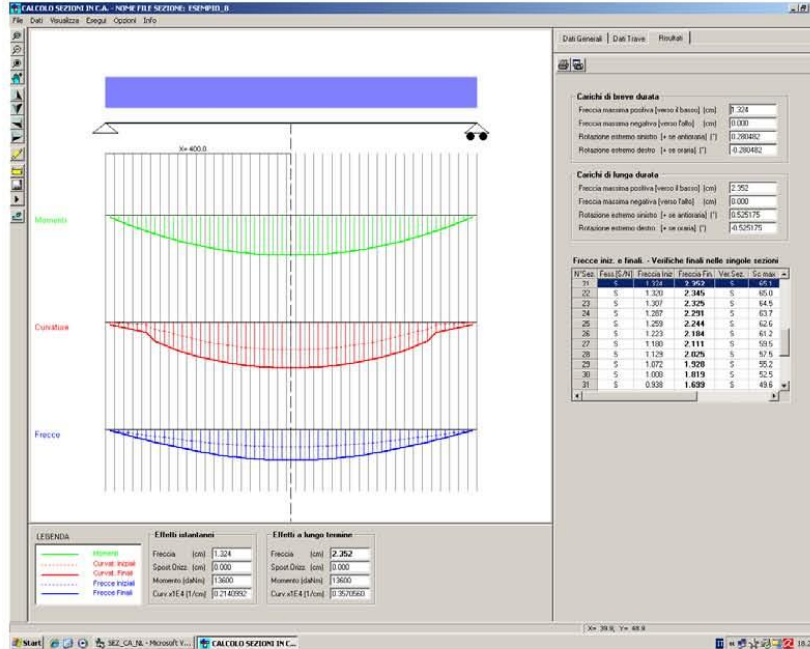 CALCOLO SEZIONI IN C.A. - NOME FILE SEZIONE: ESEMPIO_8
File Dati Visualizza Esegui Opzioni Info
Dati Generali Dati Trave Risultati
X= 400.0
Momento
Curvature
Frecce
Carichi di breve durata
Freccia massima positiva [verso il basso] (cm) 1.324
Freccia massima negativa [verso l'alto] (cm) 0.000
Rotazione estremo sinistro [+ se antioraria] (°) 0.280482
Rotazione estremo destro [+ se oraria] (°) -0.280482
Carichi di lunga durata
Freccia massima positiva [verso il basso] (cm) 2.352
Freccia massima negativa [verso l'alto] (cm) 0.000
Rotazione estremo sinistro [+ se antioraria] (°) 0.525175
Rotazione estremo destro [+ se oraria] (°) -0.525175
Frecce iniz. e finali. - Verifiche finali nelle singole sezioni
N°Sez. Fess.[S/N] Freccia Iniz Freccia Fin. Ver.Sez. Sc max
21 S 1.324 2.352 S 65.1
22 S 1.320 2.345 S 65.0
23 S 1.307 2.325 S 64.5
24 S 1.287 2.291 S 63.7
25 S 1.259 2.244 S 62.6
26 S 1.223 2.184 S 61.2
27 S 1.180 2.111 S 59.5
28 S 1.129 2.025 S 57.5
29 S 1.072 1.928 S 55.2
30 S 1.008 1.819 S 52.5
31 S 0.938 1.699 S 49.6
LEGENDA
Momenti
Curvat. Iniziali
Curvat. Finali
Frecce Iniziali
Frecce Finali
Effetti istantanei
Freccia (cm) 1.324
Spost.Orizz. (cm) 0.000
Momento (daNm) 13600
Curv.x1E4 (1/cm) 0.2140992
Effetti a lungo termine
Freccia (cm) 2.352
Spost.Orizz. (cm) 0.000
Momento (daNm) 13600
Curv.x1E4 (1/cm) 0.3570560
X= 39.8, Y= 48.8
Start SEZ_CA_NL - Microsoft V... CALCOLO SEZIONI IN C... IT